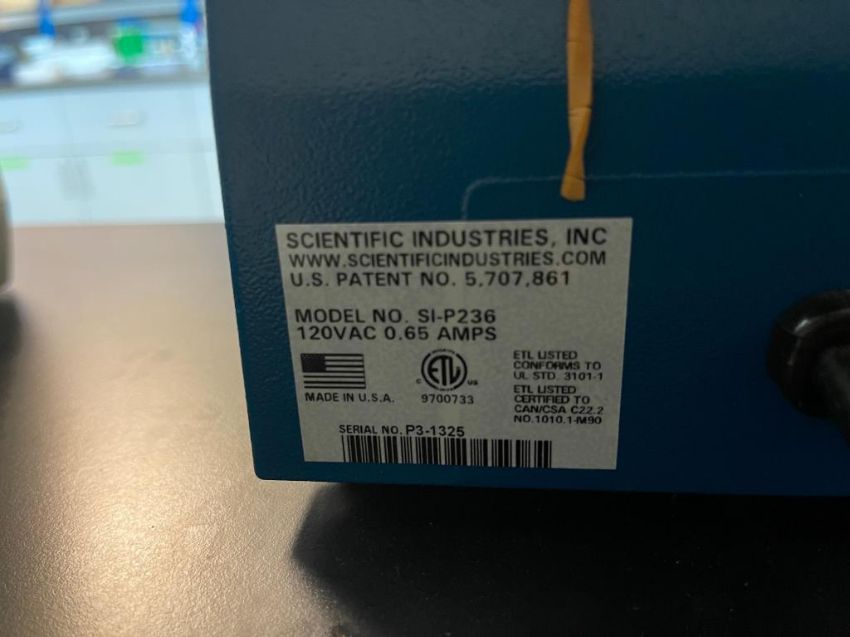 SCIENTIFIC INDUSTRIES, INC
WWW.SCIENTIFICINDUSTRIES.COM
U.S. PATENT NO. 5,707,861
MODEL NO. SI-P236
120VAC 0.65 AMPS
MADE IN U.S.A.
C ETL US
9700733
ETL LISTED
CONFORMS TO
UL STD 3101-1
ETL LISTED
CERTIFIED TO
CAN/CSA C22.2
NO.1010.1-M90
SERIAL NO. P3-1325